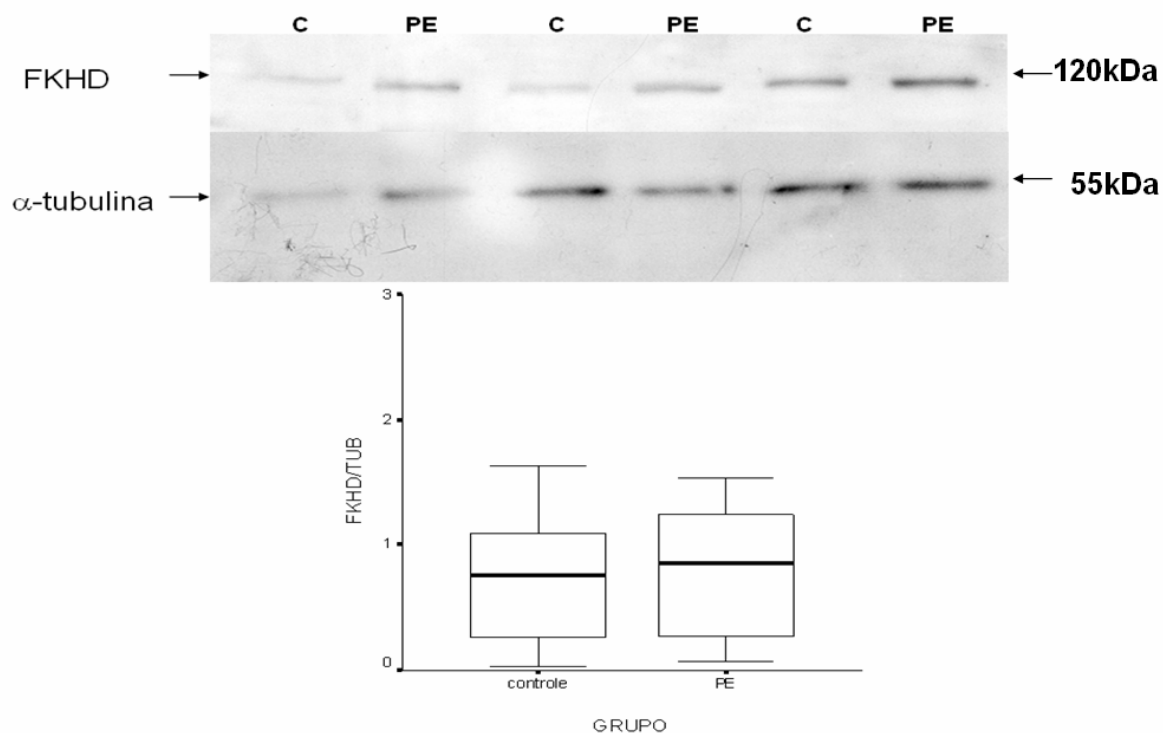 C PE C PE C PE
FKHD 120kDa
α-tubulina 55kDa
3
2
1
0
FKHD/TUB
controle PE
GRUPO